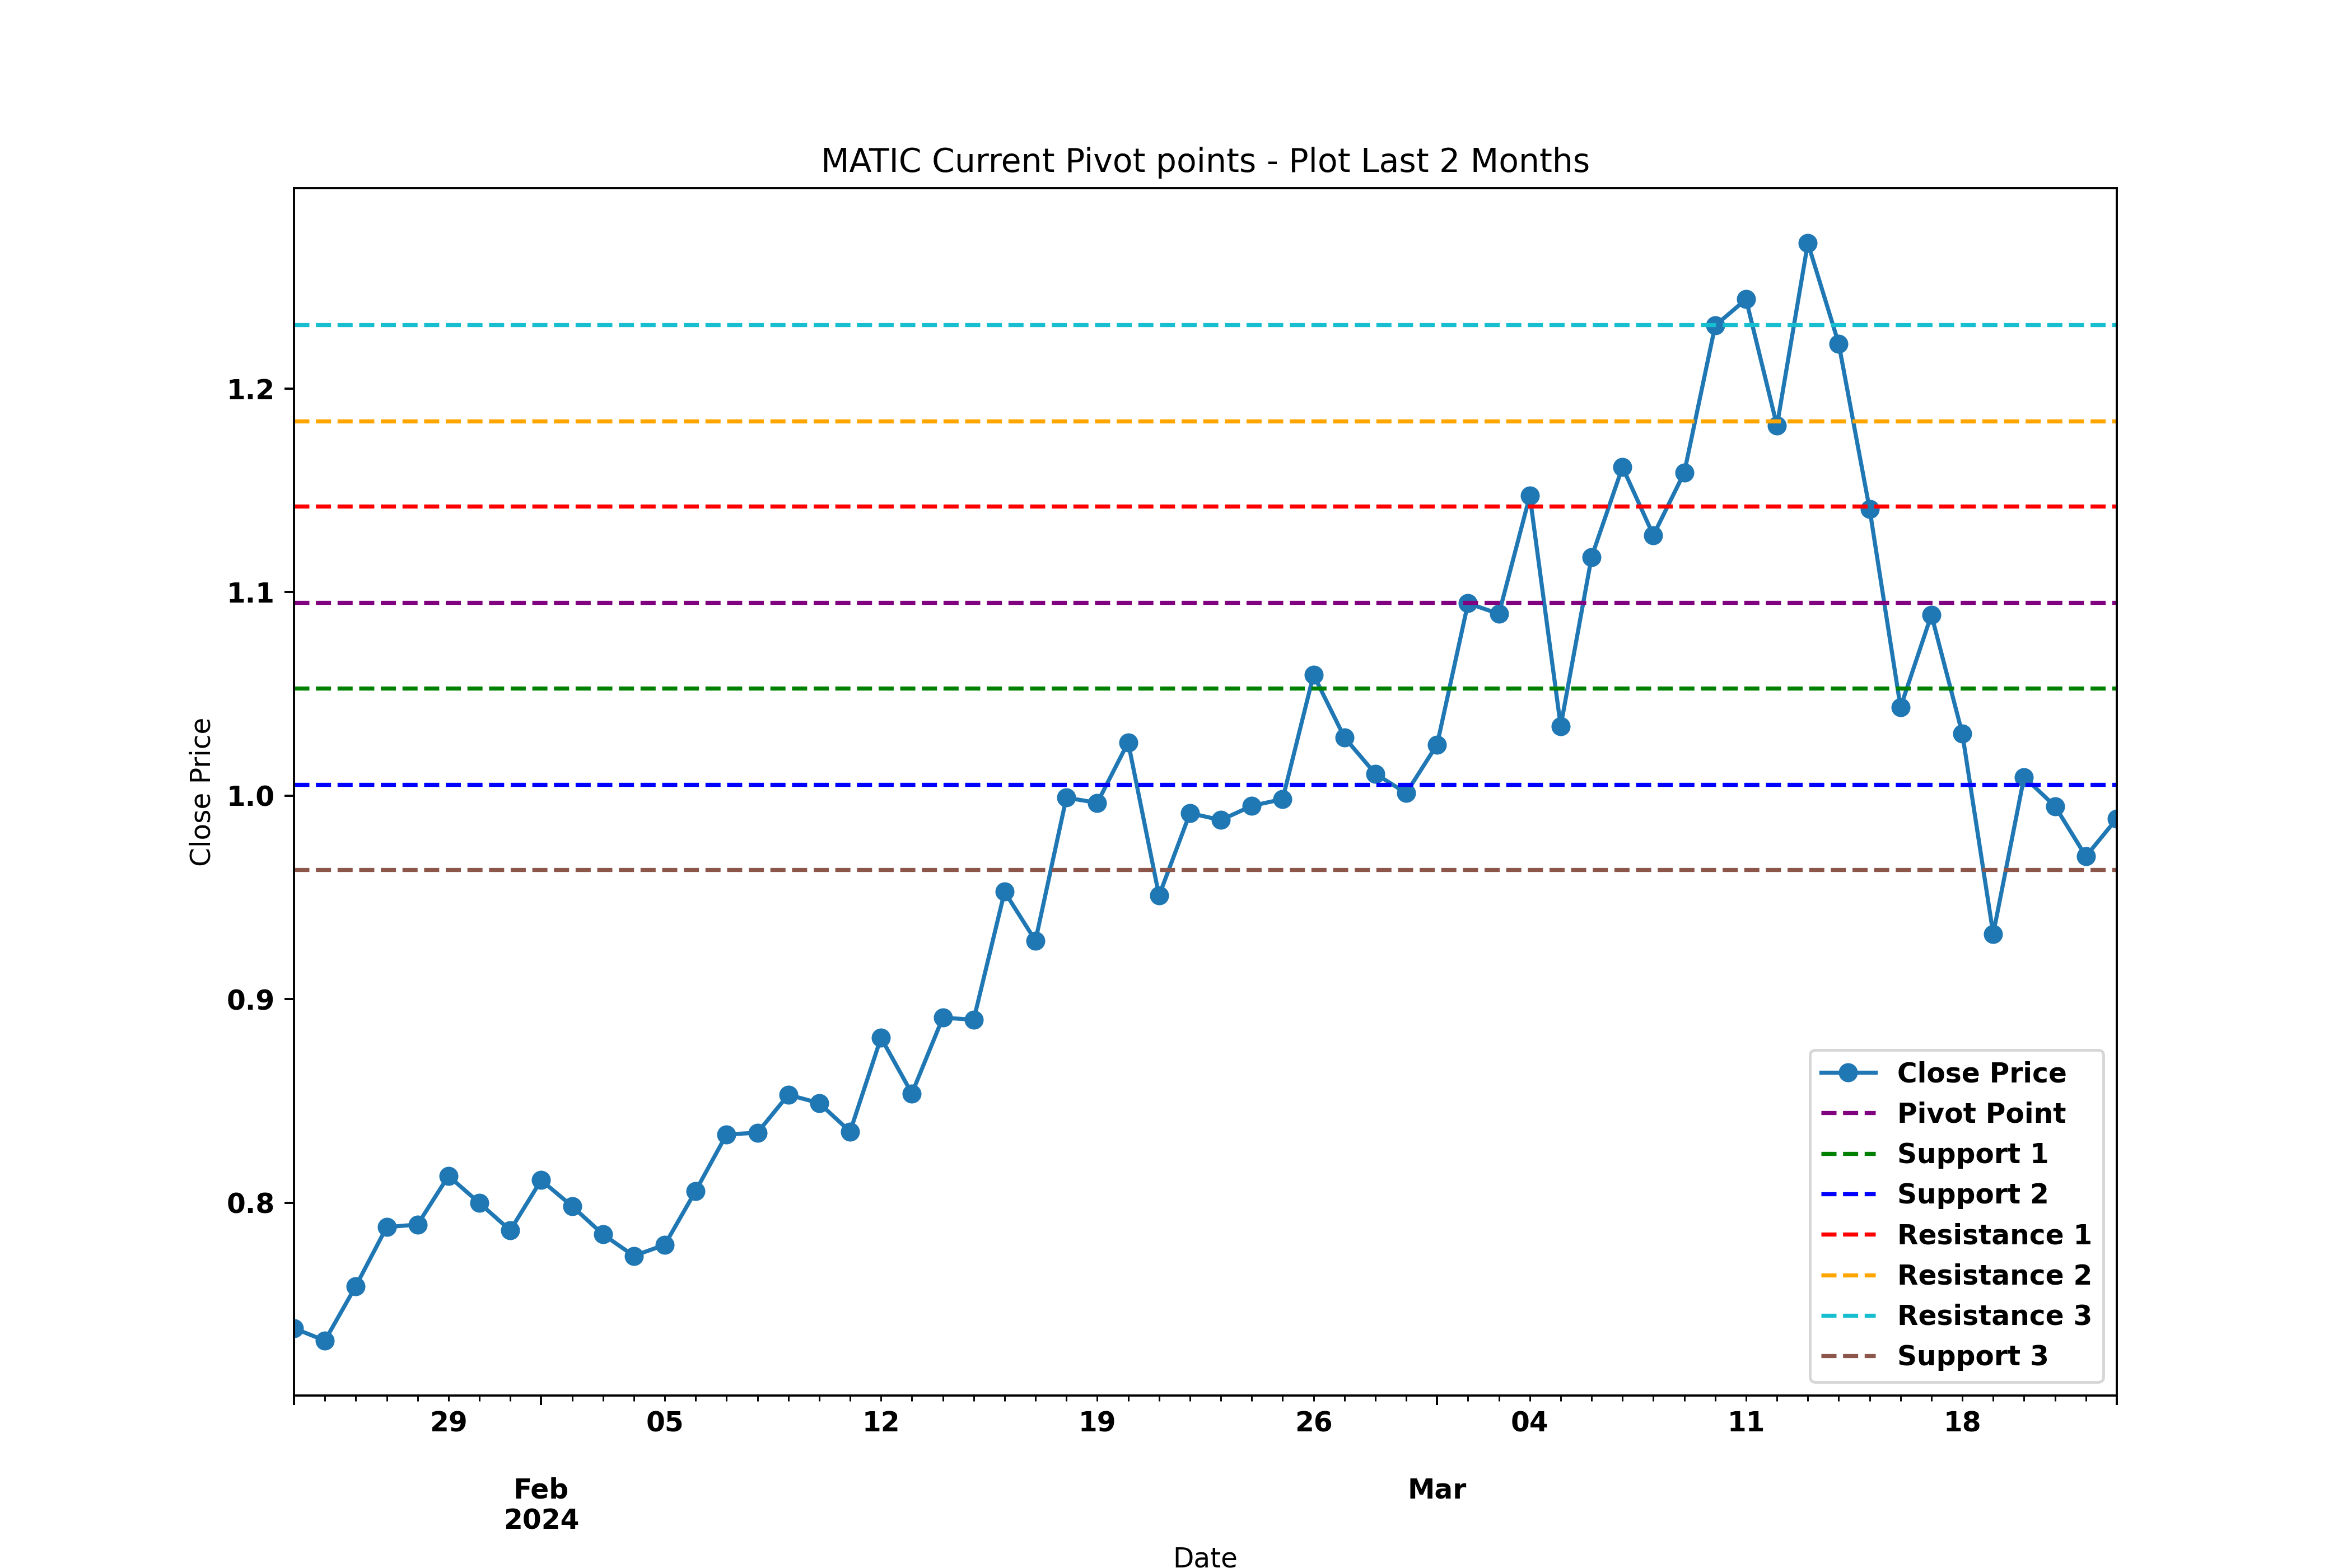 MATIC Current Pivot points - Plot Last 2 Months
Close Price
1.2
1.1
1.0
0.9
0.8
Close Price
Pivot Point
Support 1
Support 2
Resistance 1
Resistance 2
Resistance 3
Support 3
29 05 12 19 26 04 11 18
Feb Mar
2024
Date